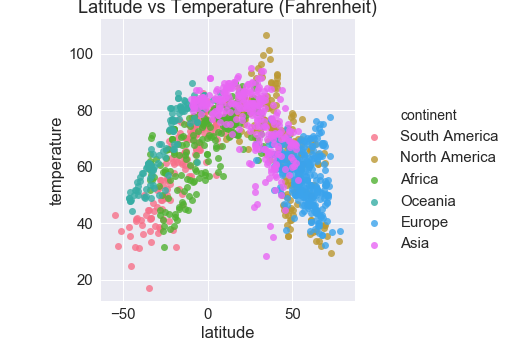 Latitude vs Temperature (Fahrenheit)
100
80
60
40
20
temperature
−50
0
50
latitude
continent
South America
North America
Africa
Oceania
Europe
Asia